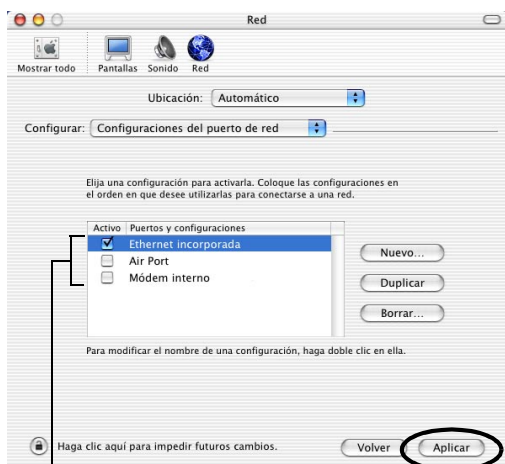 Red
Mostrar todo Pantallas Sonido Red
Ubicación: Automático
Configurar: Configuraciones del puerto de red
Elija una configuración para activarla. Coloque las configuraciones en
el orden en que desee utilizarlas para conectarse a una red.
Activo Puertos y configuraciones
Ethernet incorporada
Air Port
Módem interno
Nuevo...
Duplicar
Borrar...
Para modificar el nombre de una configuración, haga doble clic en ella.
Haga clic aquí para impedir futuros cambios.
Volver Aplicar